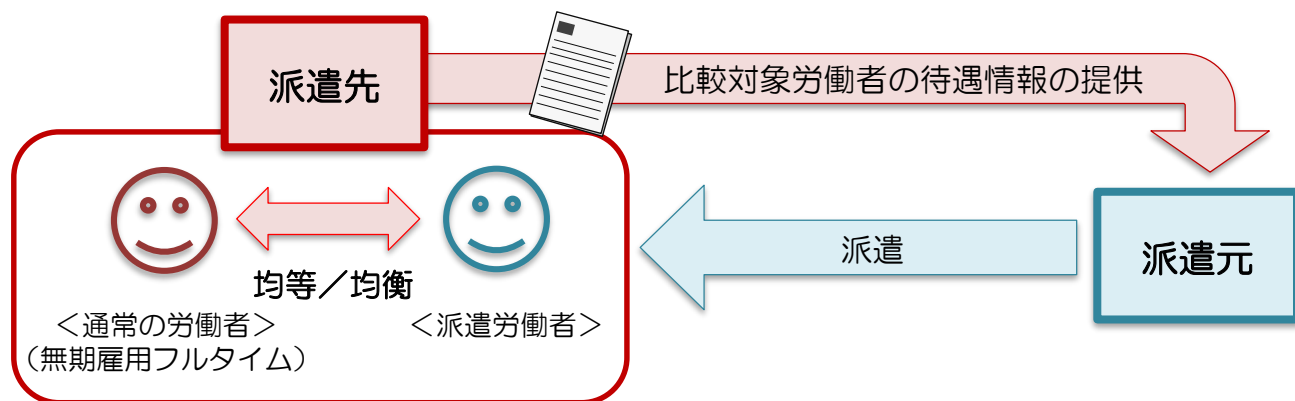 派遣先
比較対象労働者の待遇情報の提供
派遣
派遣元
均等／均衡
＜通常の労働者＞
（無期雇用フルタイム）
＜派遣労働者＞